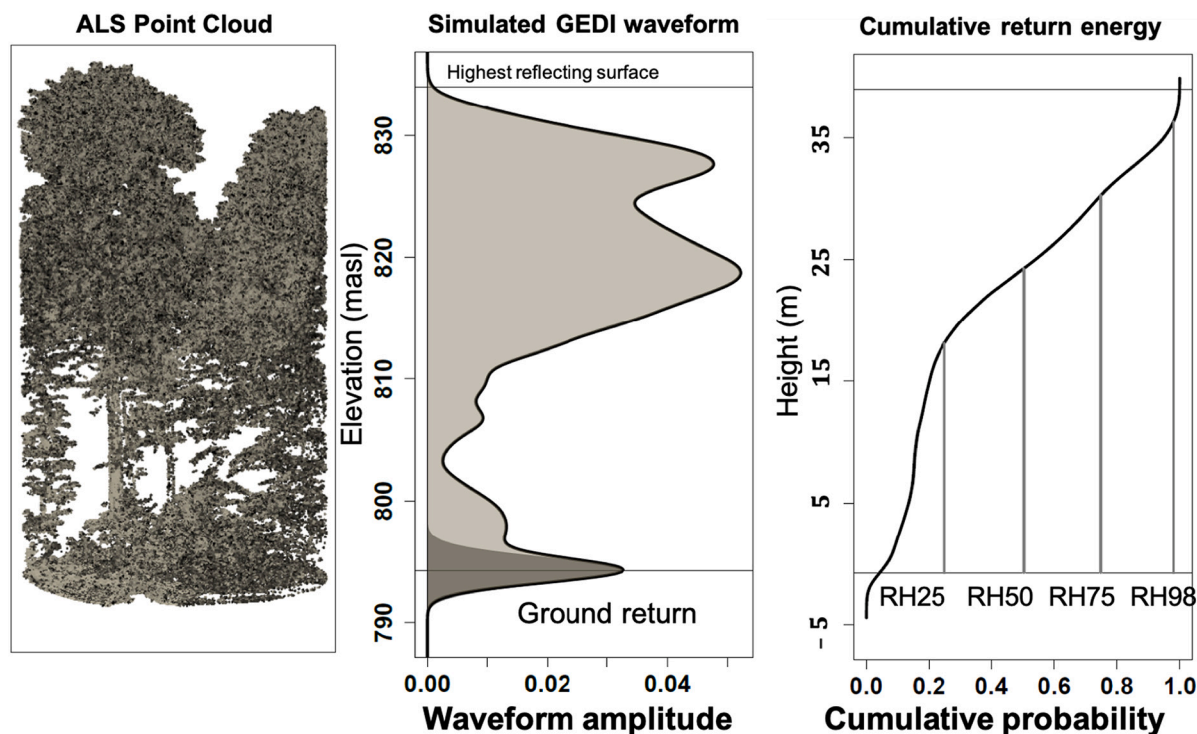 ALS Point Cloud
Simulated GEDI waveform
Highest reflecting surface
830
820
810
800
790
Elevation (masl)
Ground return
0.00 0.02 0.04
Waveform amplitude
Cumulative return energy
35
25
15
5
-5
Height (m)
RH25 RH50 RH75 RH98
0.0 0.2 0.4 0.6 0.8 1.0
Cumulative probability